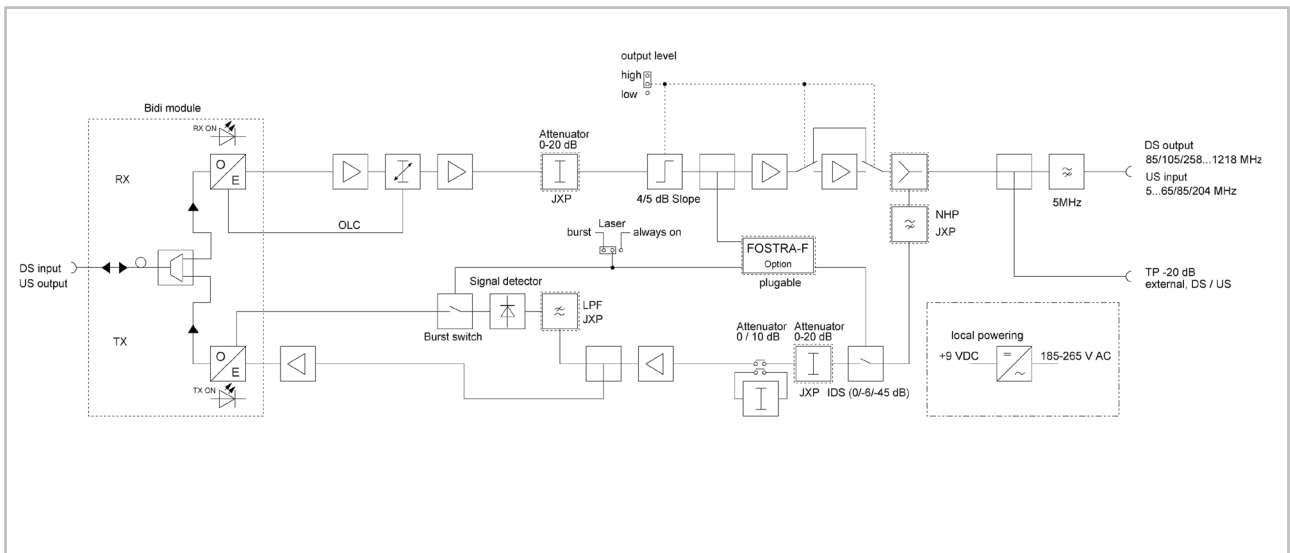 output level
high
low
Bidi module
RX ON
O
E
RX
Attenuator
0-20 dB
JXP
4/5 dB Slope
OLC
DS output
85/105/258...1218 MHz
US input
5...65/85/204 MHz
5MHz
NHP
JXP
Laser
burst
always on
FOSTRA-F
Option
plugable
DS input
US output
TP -20 dB
external, DS / US
Signal detector
LPF
JXP
Burst switch
TX
O
E
TX ON
Attenuator
0 / 10 dB
Attenuator
0-20 dB
JXP
IDS (0/-6/-45 dB)
local powering
+9 VDC
185-265 V AC